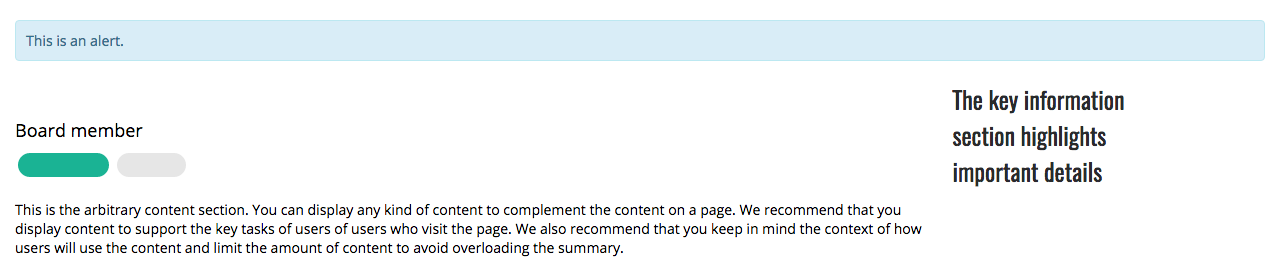 This is an alert.
Board member
This is the arbitrary content section. You can display any kind of content to complement the content on a page. We recommend that you
display content to support the key tasks of users of users who visit the page. We also recommend that you keep in mind the context of how
users will use the content and limit the amount of content to avoid overloading the summary.
The key information
section highlights
important details